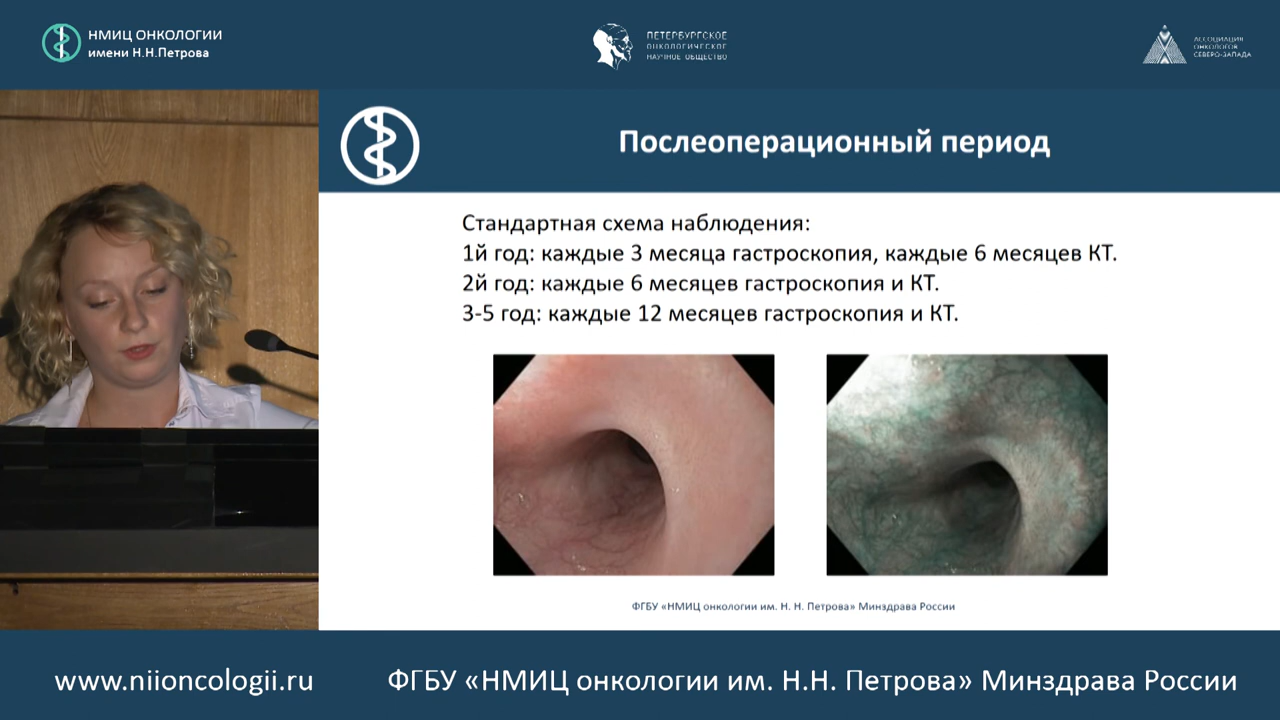 НМИЦ ОНКОЛОГИИ
имени Н.Н.Петрова
ПЕТЕРБУРГСКОЕ
ОНКОЛОГИЧЕСКОЕ
НАУЧНОЕ ОБЩЕСТВО
АССОЦИАЦИЯ
ОНКОЛОГОВ
СЕВЕРО-ЗАПАДА
Послеоперационный период
Стандартная схема наблюдения:
1й год: каждые 3 месяца гастроскопия, каждые 6 месяцев КТ.
2й год: каждые 6 месяцев гастроскопия и КТ.
3-5 год: каждые 12 месяцев гастроскопия и КТ.
ФГБУ «НМИЦ онкологии им. Н. Н. Петрова» Минздрава России
www.niioncologii.ru
ФГБУ «НМИЦ онкологии им. Н.Н. Петрова» Минздрава России